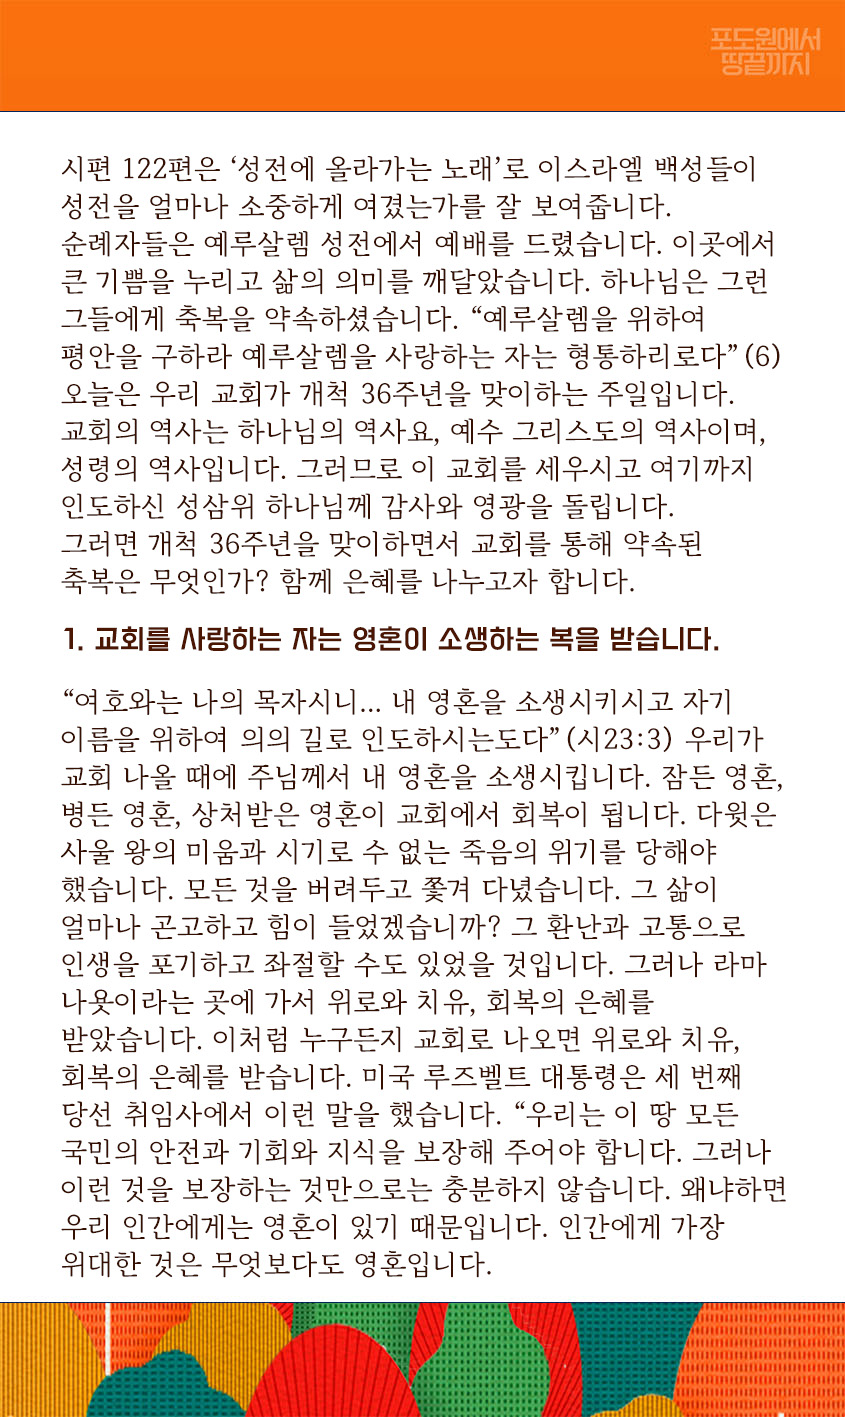 포도원에서
땅끝까지
시편 122편은 ‘성전에 올라가는 노래’로 이스라엘 백성들이
성전을 얼마나 소중하게 여겼는가를 잘 보여줍니다.
순례자들은 예루살렘 성전에서 예배를 드렸습니다. 이곳에서
큰 기쁨을 누리고 삶의 의미를 깨달았습니다. 하나님은 그런
그들에게 축복을 약속하셨습니다. “예루살렘을 위하여
평안을 구하라 예루살렘을 사랑하는 자는 형통하리로다”(6)
오늘은 우리 교회가 개척 36주년을 맞이하는 주일입니다.
교회의 역사는 하나님의 역사요, 예수 그리스도의 역사이며,
성령의 역사입니다. 그러므로 이 교회를 세우시고 여기까지
인도하신 성삼위 하나님께 감사와 영광을 돌립니다.
그러면 개척 36주년을 맞이하면서 교회를 통해 약속된
축복은 무엇인가? 함께 은혜를 나누고자 합니다.
1. 교회를 사랑하는 자는 영혼이 소생하는 복을 받습니다.
“여호와는 나의 목자시니... 내 영혼을 소생시키시고 자기
이름을 위하여 의의 길로 인도하시는도다”(시23:3) 우리가
교회 나올 때에 주님께서 내 영혼을 소생시킵니다. 잠든 영혼,
병든 영혼, 상처받은 영혼이 교회에서 회복이 됩니다. 다윗은
사울 왕의 미움과 시기로 수 없는 죽음의 위기를 당해야
했습니다. 모든 것을 버려두고 쫓겨 다녔습니다. 그 삶이
얼마나 곤고하고 힘이 들었겠습니까? 그 환난과 고통으로
인생을 포기하고 좌절할 수도 있었을 것입니다. 그러나 라마
나욧이라는 곳에 가서 위로와 치유, 회복의 은혜를
받았습니다. 이처럼 누구든지 교회로 나오면 위로와 치유,
회복의 은혜를 받습니다. 미국 루즈벨트 대통령은 세 번째
당선 취임사에서 이런 말을 했습니다. “우리는 이 땅 모든
국민의 안전과 기회와 지식을 보장해 주어야 합니다. 그러나
이런 것을 보장하는 것만으로는 충분하지 않습니다. 왜냐하면
우리 인간에게는 영혼이 있기 때문입니다. 인간에게 가장
위대한 것은 무엇보다도 영혼입니다.